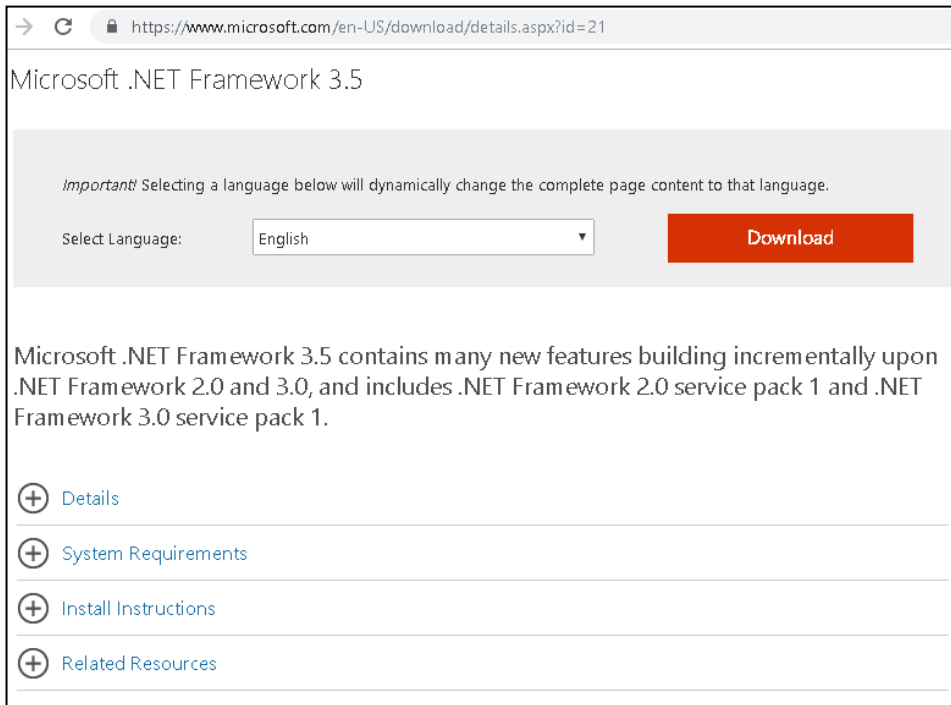 https://www.microsoft.com/en-US/download/details.aspx?id=21
Microsoft .NET Framework 3.5
Important! Selecting a language below will dynamically change the complete page content to that language.
Select Language:
English
Download
Microsoft .NET Framework 3.5 contains many new features building incrementally upon
.NET Framework 2.0 and 3.0, and includes .NET Framework 2.0 service pack 1 and .NET
Framework 3.0 service pack 1.
Details
System Requirements
Install Instructions
Related Resources